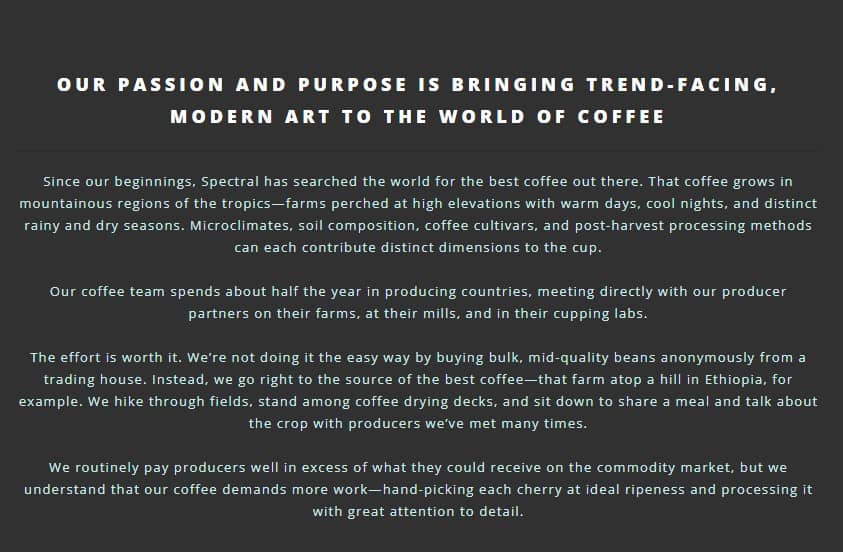 OUR PASSION AND PURPOSE IS BRINGING TREND-FACING,
MODERN ART TO THE WORLD OF COFFEE
Since our beginnings, Spectral has searched the world for the best coffee out there. That coffee grows in
mountainous regions of the tropics—farms perched at high elevations with warm days, cool nights, and distinct
rainy and dry seasons. Microclimates, soil composition, coffee cultivars, and post-harvest processing methods
can each contribute distinct dimensions to the cup.
Our coffee team spends about half the year in producing countries, meeting directly with our producer
partners on their farms, at their mills, and in their cupping labs.
The effort is worth it. We’re not doing it the easy way by buying bulk, mid-quality beans anonymously from a
trading house. Instead, we go right to the source of the best coffee—that farm atop a hill in Ethiopia, for
example. We hike through fields, stand among coffee drying decks, and sit down to share a meal and talk about
the crop with producers we’ve met many times.
We routinely pay producers well in excess of what they could receive on the commodity market, but we
understand that our coffee demands more work—hand-picking each cherry at ideal ripeness and processing it
with great attention to detail.